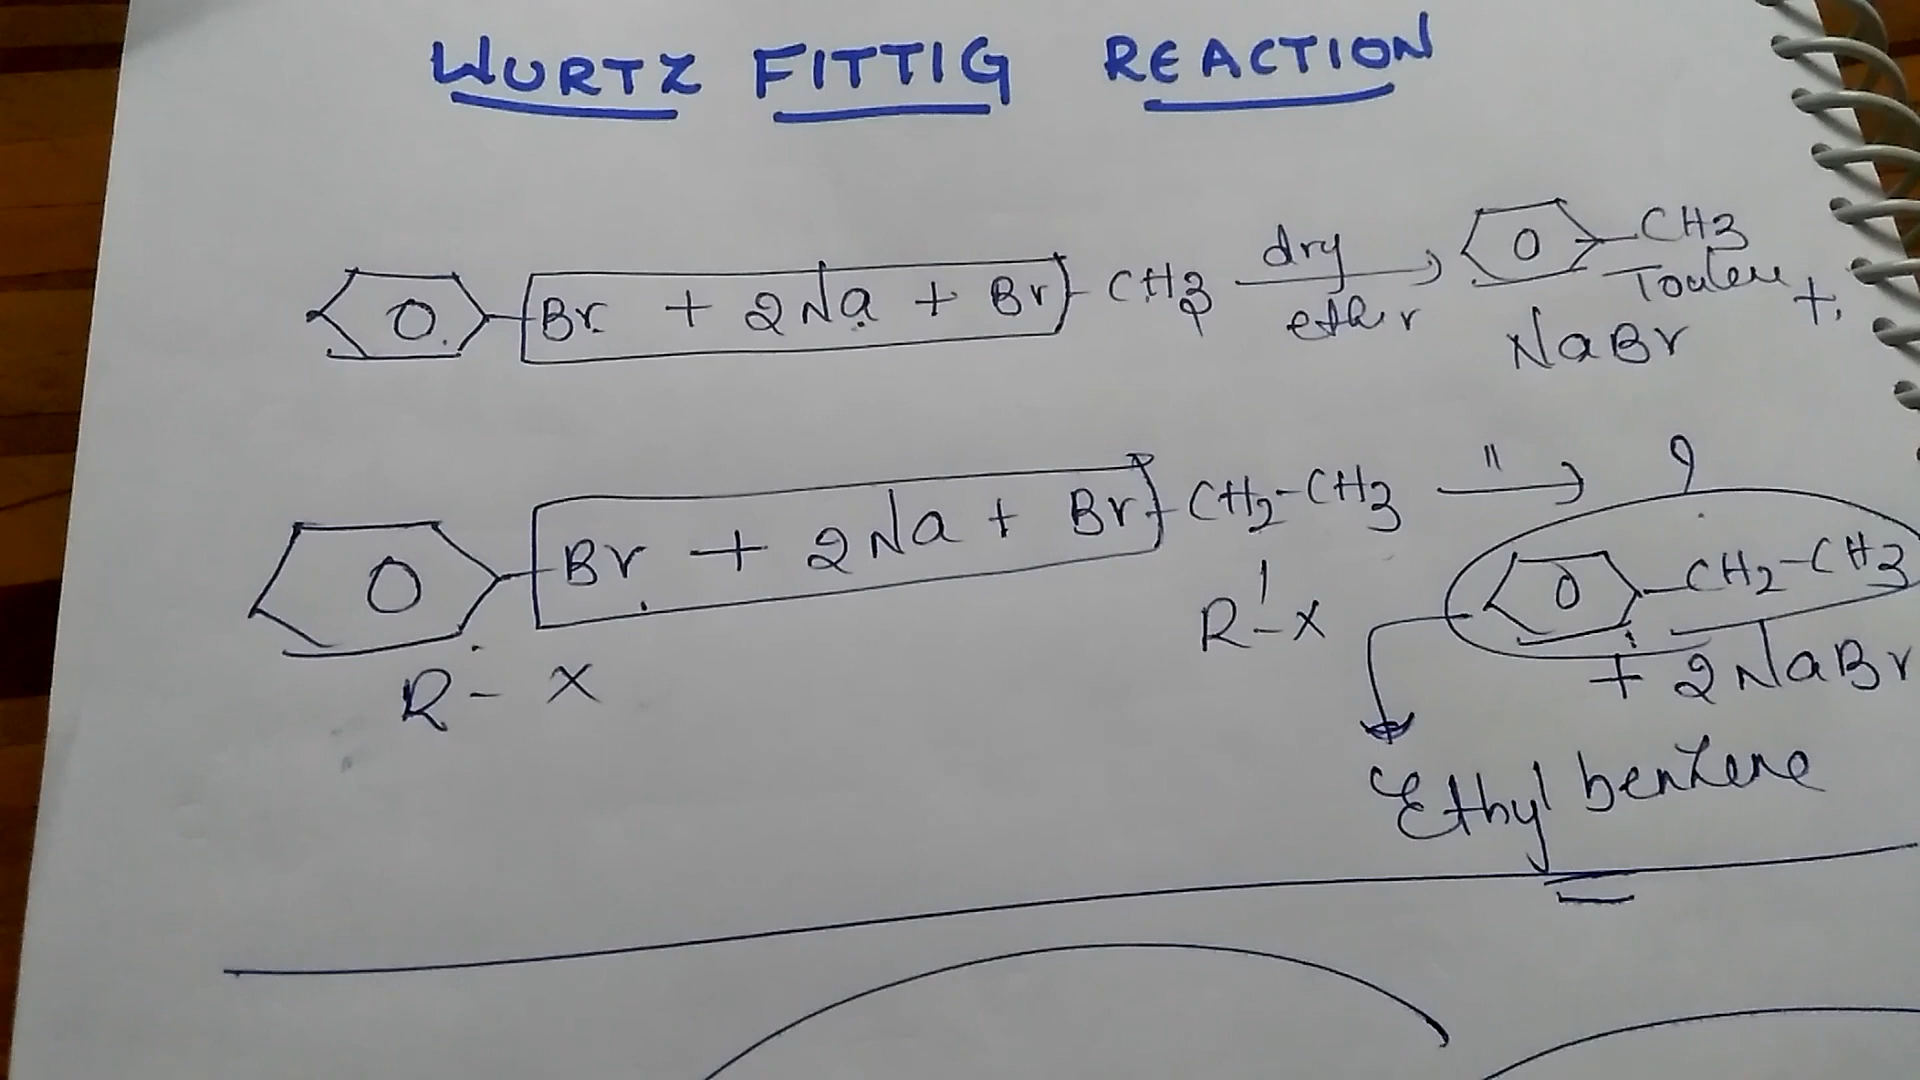 WURTZ FITTIG REACTION
Br + 2Na + Br CH3 dry ether CH3
Touleu +
NaBr
Br + 2Na + Br CH2-CH3 " ?
CH2-CH3
R-X R'-X + 2NaBr
Ethyl benzene